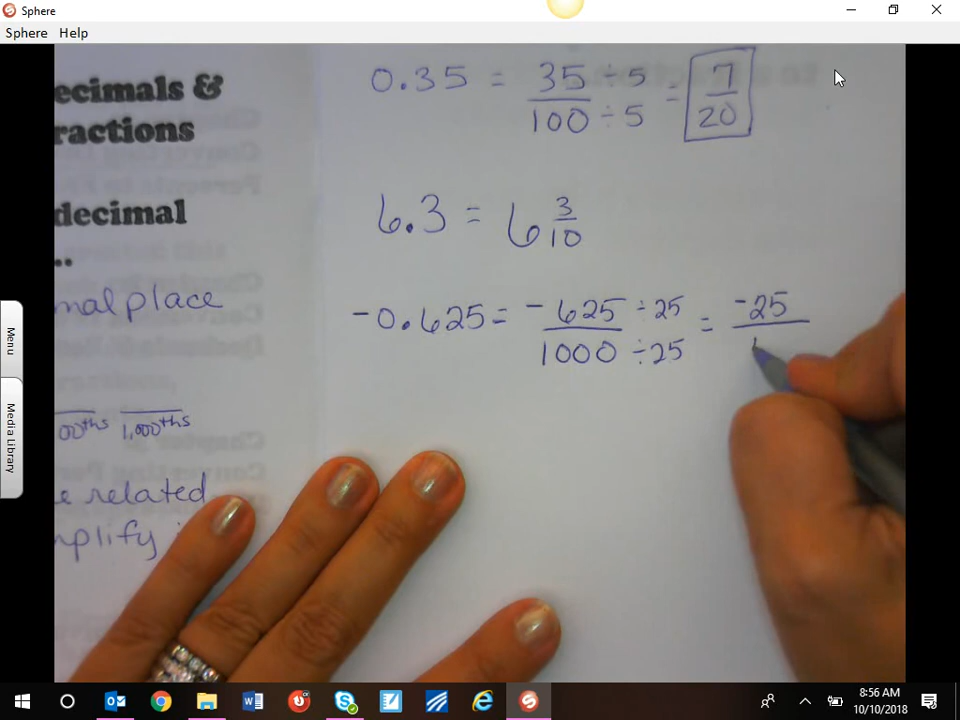 Sphere
Sphere Help
ecimals &
ractions
decimal
..
mal place
00ths 1,000ths
e related
mplify
0.35 = 35 ÷ 5 / 100 ÷ 5 = 7 / 20
6.3 = 6 3/10
-0.625 = -625 ÷ 25 / 1000 ÷ 25 = -25
Menu
Media Library
8:56 AM
10/10/2018